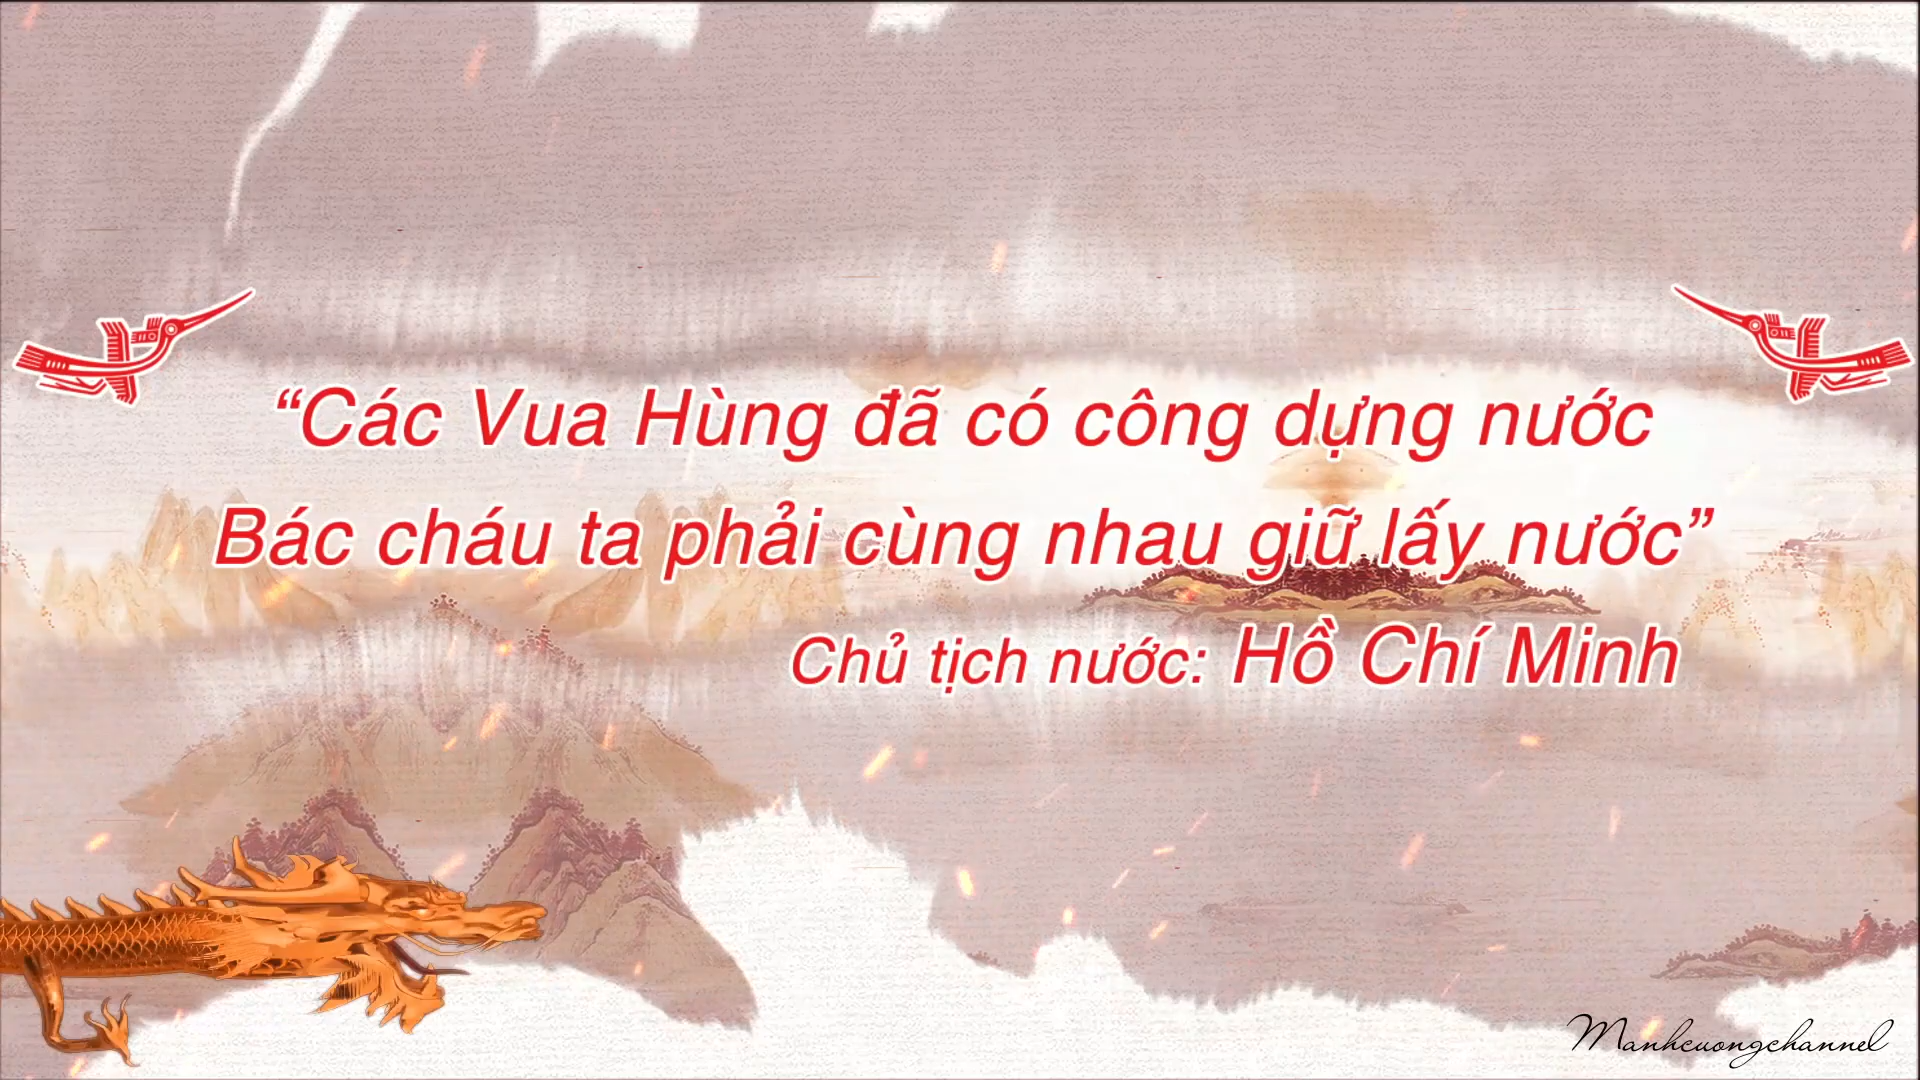 “Các Vua Hùng đã có công dựng nước
Bác cháu ta phải cùng nhau giữ lấy nước”
Chủ tịch nước: Hồ Chí Minh
Manhcuongchannel